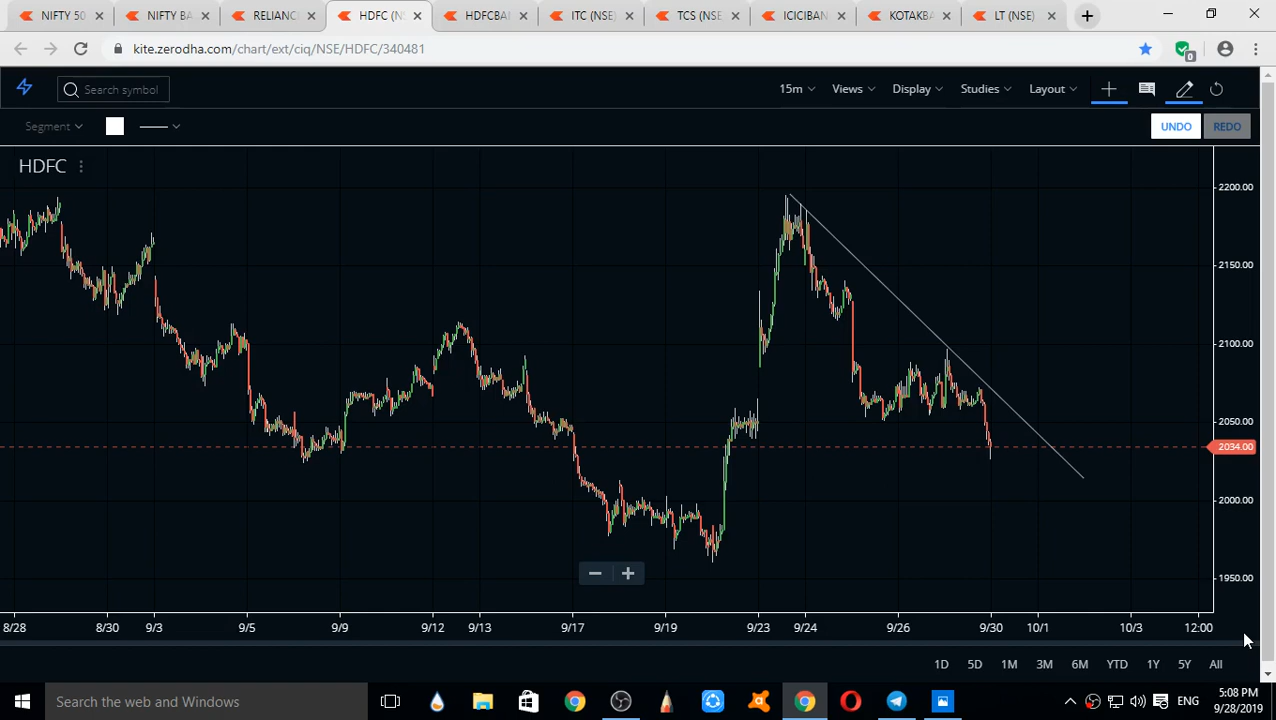 NIFTY 50
NIFTY BA
RELIANC
HDFC (N
HDFCBA
ITC (NSE)
TCS (NSE
ICICIBAN
KOTAKBA
LT (NSE)
kite.zerodha.com/chart/ext/ciq/NSE/HDFC/340481
0
Search symbol
15m
Views
Display
Studies
Layout
Segment
UNDO
REDO
HDFC
2200.00
2150.00
2100.00
2050.00
2034.00
2000.00
1950.00
8/28
8/30
9/3
9/5
9/9
9/12
9/13
9/17
9/19
9/23
9/24
9/26
9/30
10/1
10/3
12:00
1D
5D
1M
3M
6M
YTD
1Y
5Y
All
Search the web and Windows
ENG
5:08 PM
9/28/2019